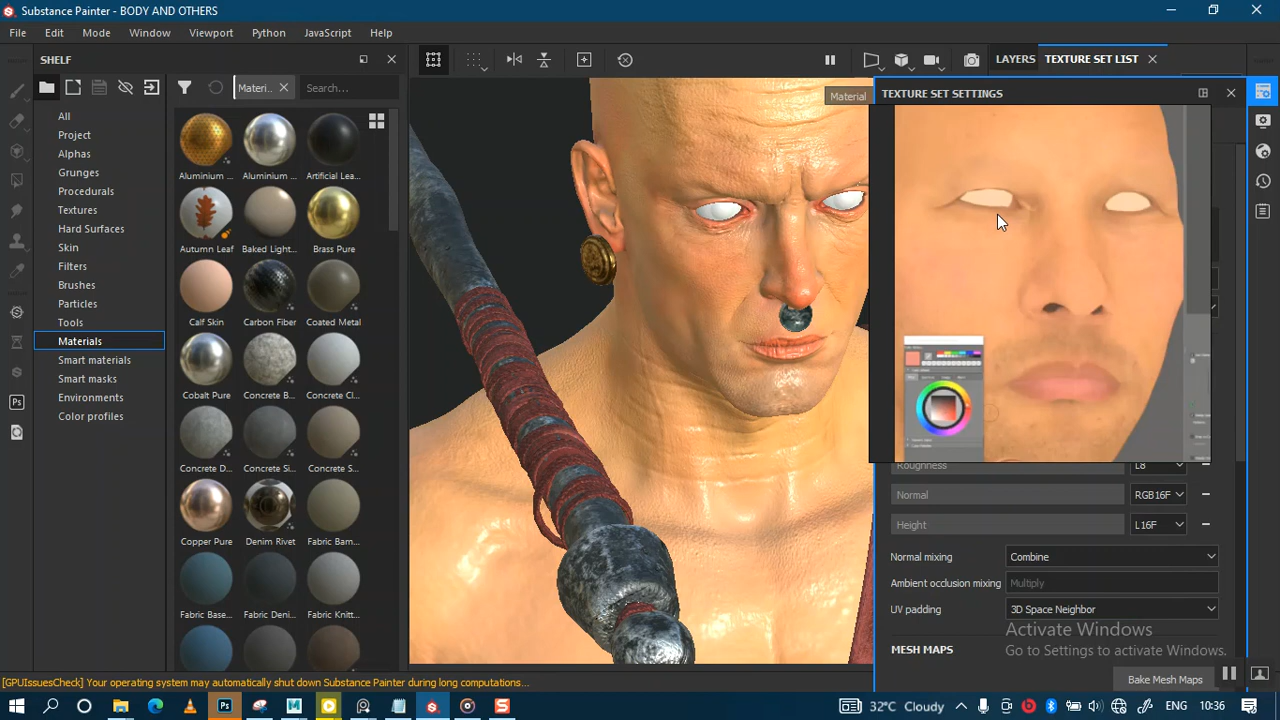 Substance Painter - BODY AND OTHERS
File Edit Mode Window Viewport Python JavaScript Help
SHELF
LAYERS
TEXTURE SET LIST
Materi..
Search...
Material
TEXTURE SET SETTINGS
All
Project
Alphas
Grunges
Procedurals
Textures
Hard Surfaces
Skin
Filters
Brushes
Particles
Tools
Materials
Smart materials
Smart masks
Environments
Color profiles
Aluminium ...
Aluminium ...
Artificial Lea...
Autumn Leaf
Baked Light...
Brass Pure
Calf Skin
Carbon Fiber
Coated Metal
Cobalt Pure
Concrete B...
Concrete Cl...
Concrete D...
Concrete Si...
Concrete S...
Copper Pure
Denim Rivet
Fabric Bam...
Fabric Base...
Fabric Deni...
Fabric Knitt...
Ps
Roughness L8
Normal RGB16F
Height L16F
Normal mixing Combine
Ambient occlusion mixing Multiply
UV padding 3D Space Neighbor
MESH MAPS
Bake Mesh Maps
Activate Windows
Go to Settings to activate Windows.
[GPUIssuesCheck] Your operating system may automatically shut down Substance Painter during long computations...
Ps
M
S
32°C Cloudy
ENG
10:36